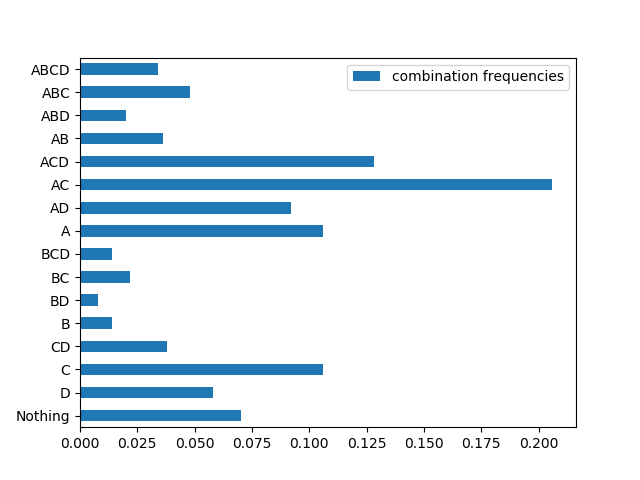 combination frequencies
ABCD
ABC
ABD
AB
ACD
AC
AD
A
BCD
BC
BD
B
CD
C
D
Nothing
0.000 0.025 0.050 0.075 0.100 0.125 0.150 0.175 0.200